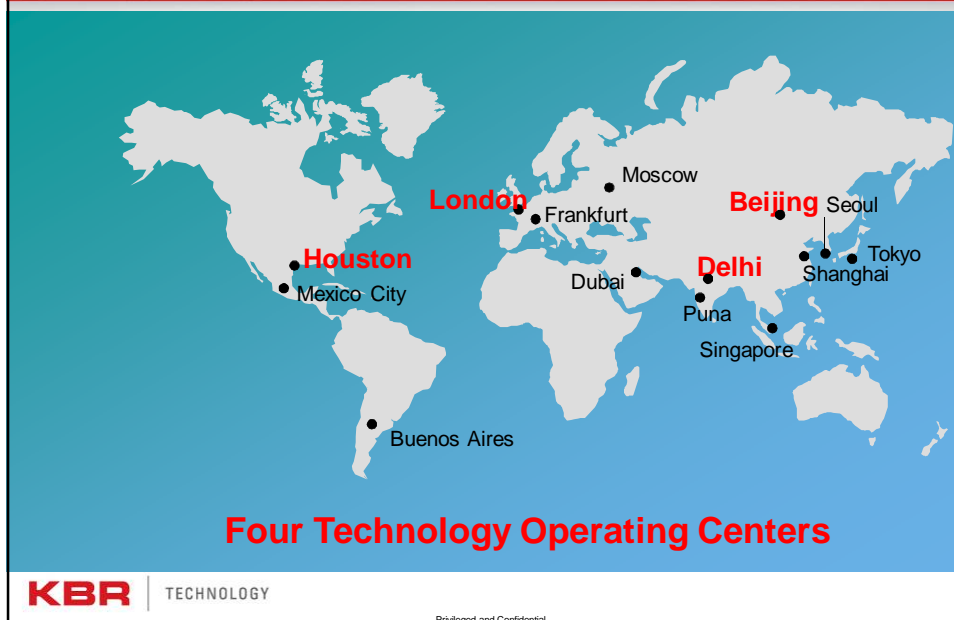 Moscow
London
Beijing
Seoul
Frankfurt
Houston
Tokyo
Dubai
Delhi
Shanghai
Mexico City
Puna
Singapore
Buenos Aires
Four Technology Operating Centers
KBR TECHNOLOGY
Privileged and Confidential